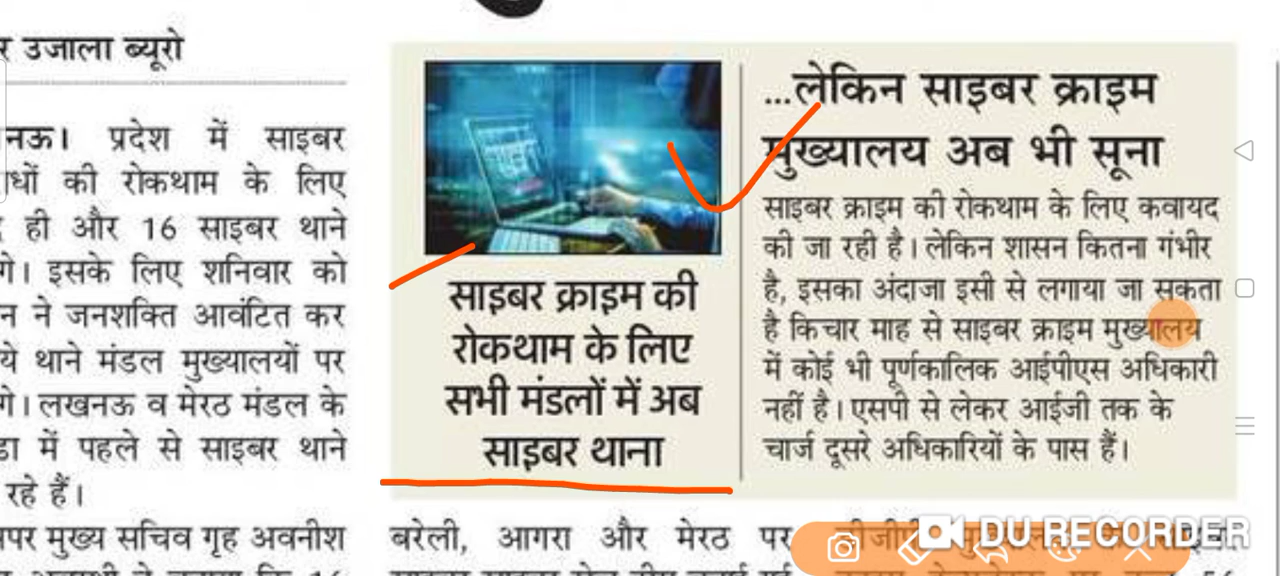 उजाला ब्यूरो
प्रदेश में साइबर
की रोकथाम के लिए
ही और 16 साइबर थाने
इसके लिए शनिवार को
ने जनशक्ति आवंटित कर
थाने मंडल मुख्यालयों पर
लखनऊ व मेरठ मंडल के
में पहले से साइबर थाने
रहे हैं।
मुख्य सचिव गृह अवनीश
साइबर क्राइम की
रोकथाम के लिए
सभी मंडलों में अब
साइबर थाना
...लेकिन साइबर क्राइम
मुख्यालय अब भी सूना
साइबर क्राइम की रोकथाम के लिए कवायद
की जा रही है। लेकिन शासन कितना गंभीर
है, इसका अंदाजा इसी से लगाया जा सकता
है कि चार माह से साइबर क्राइम मुख्यालय
में कोई भी पूर्णकालिक आईपीएस अधिकारी
नहीं है। एसपी से लेकर आईजी तक के
चार्ज दूसरे अधिकारियों के पास हैं।
बरेली, आगरा और मेरठ पर
DU RECORDER